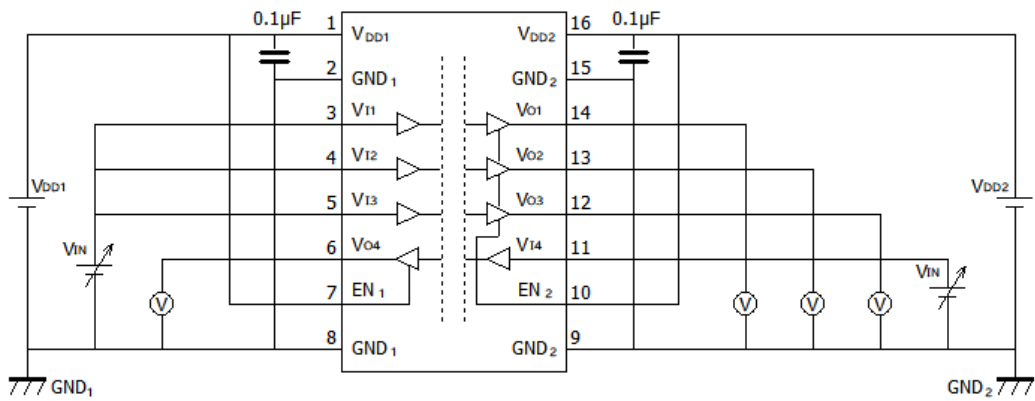 0.1µF 1 16 0.1µF
VDD1 VDD2
2 15
GND1 GND2
3 VI1 VO1 14
4 VI2 VO2 13
VDD1 VDD2
5 VI3 VO3 12
6 VO4 VI4 11
VIN VIN
7 EN1 EN2 10
V V V V
8 GND1 GND2 9
GND1 GND2